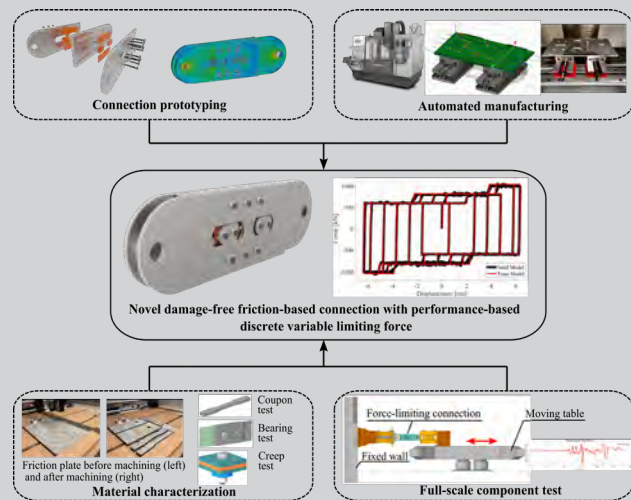 Connection prototyping
Automated manufacturing
Force [kN]
Displacement [cm]
Solid Model
Truss Model
Novel damage-free friction-based connection with performance-based
discrete variable limiting force
Friction plate before machining (left)
and after machining (right)
Coupon
test
Bearing
test
Creep
test
Material characterization
Force-limiting connection
Moving table
Fixed wall
Full-scale component test